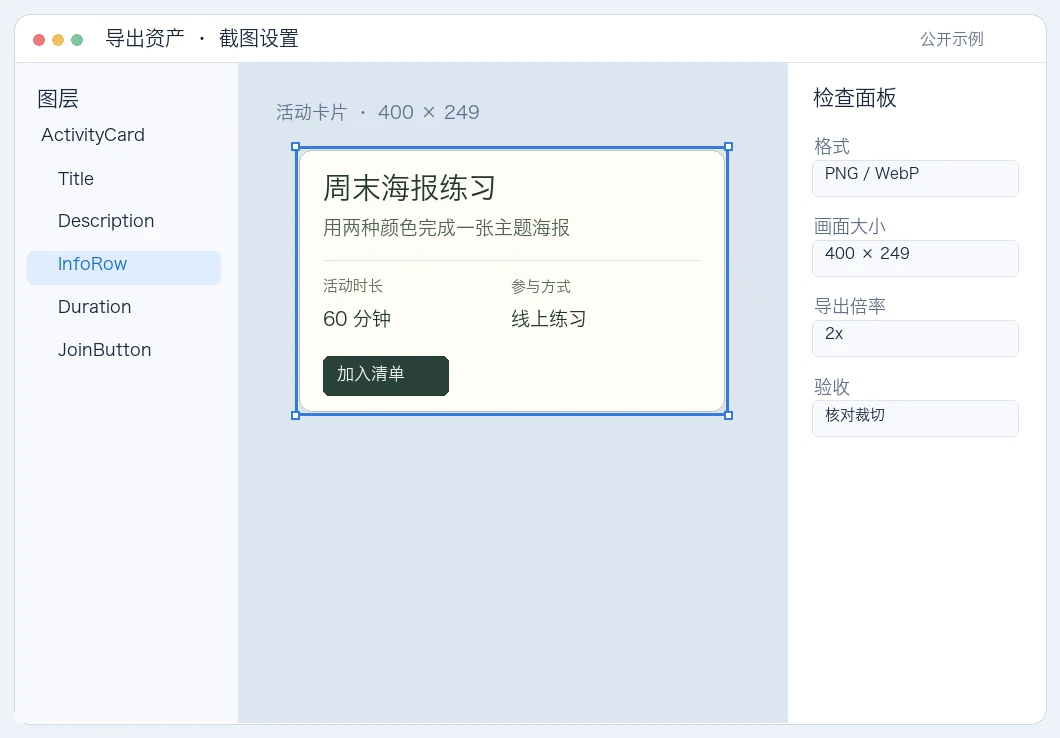 导出资产 · 截图设置
公开示例
图层
ActivityCard
Title
Description
InfoRow
Duration
JoinButton
活动卡片 · 400 × 249
周末海报练习
用两种颜色完成一张主题海报
活动时长
参与方式
60 分钟
线上练习
加入清单
检查面板
格式
PNG / WebP
画面大小
400 × 249
导出倍率
2x
验收
核对裁切